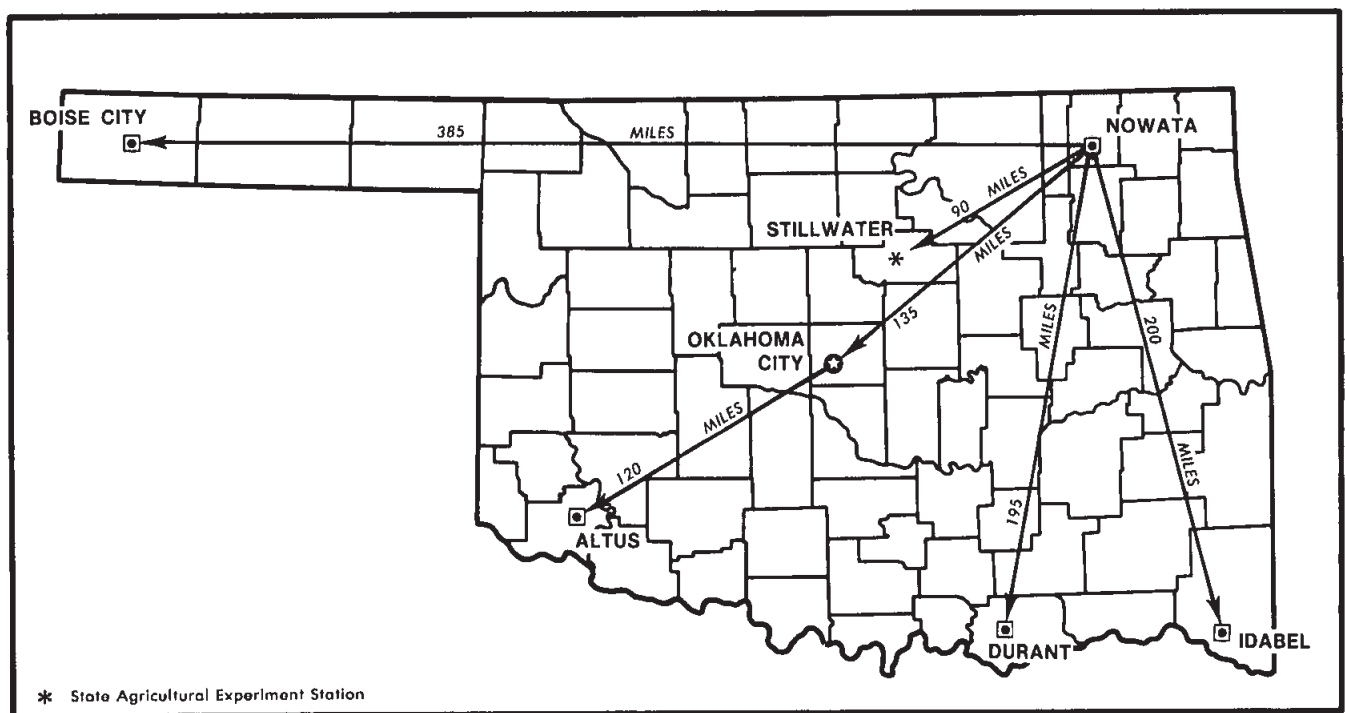 BOISE CITY
385 MILES
NOWATA
90 MILES
STILLWATER
*
MILES
135
OKLAHOMA
CITY
MILES
120
ALTUS
MILES
195
200
MILES
DURANT
IDABEL
* State Agricultural Experiment Station